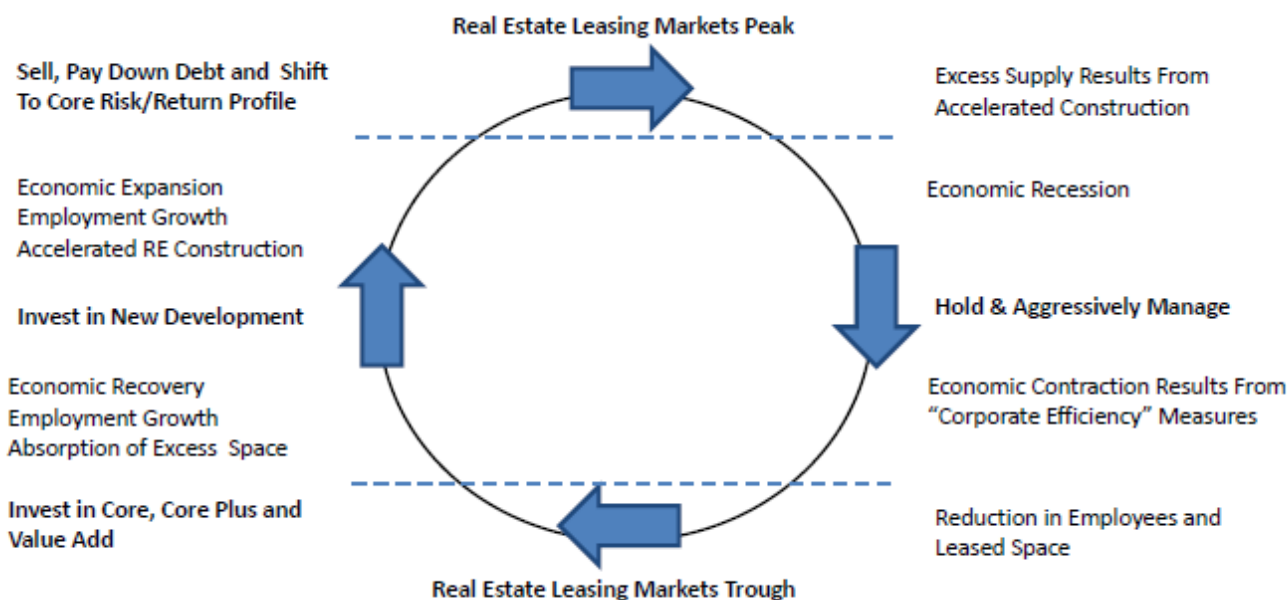 Real Estate Leasing Markets Peak
Sell, Pay Down Debt and Shift
To Core Risk/Return Profile
Excess Supply Results From
Accelerated Construction
Economic Expansion
Employment Growth
Accelerated RE Construction
Economic Recession
Invest in New Development
Hold & Aggressively Manage
Economic Recovery
Employment Growth
Absorption of Excess Space
Economic Contraction Results From
“Corporate Efficiency” Measures
Invest in Core, Core Plus and
Value Add
Reduction in Employees and
Leased Space
Real Estate Leasing Markets Trough